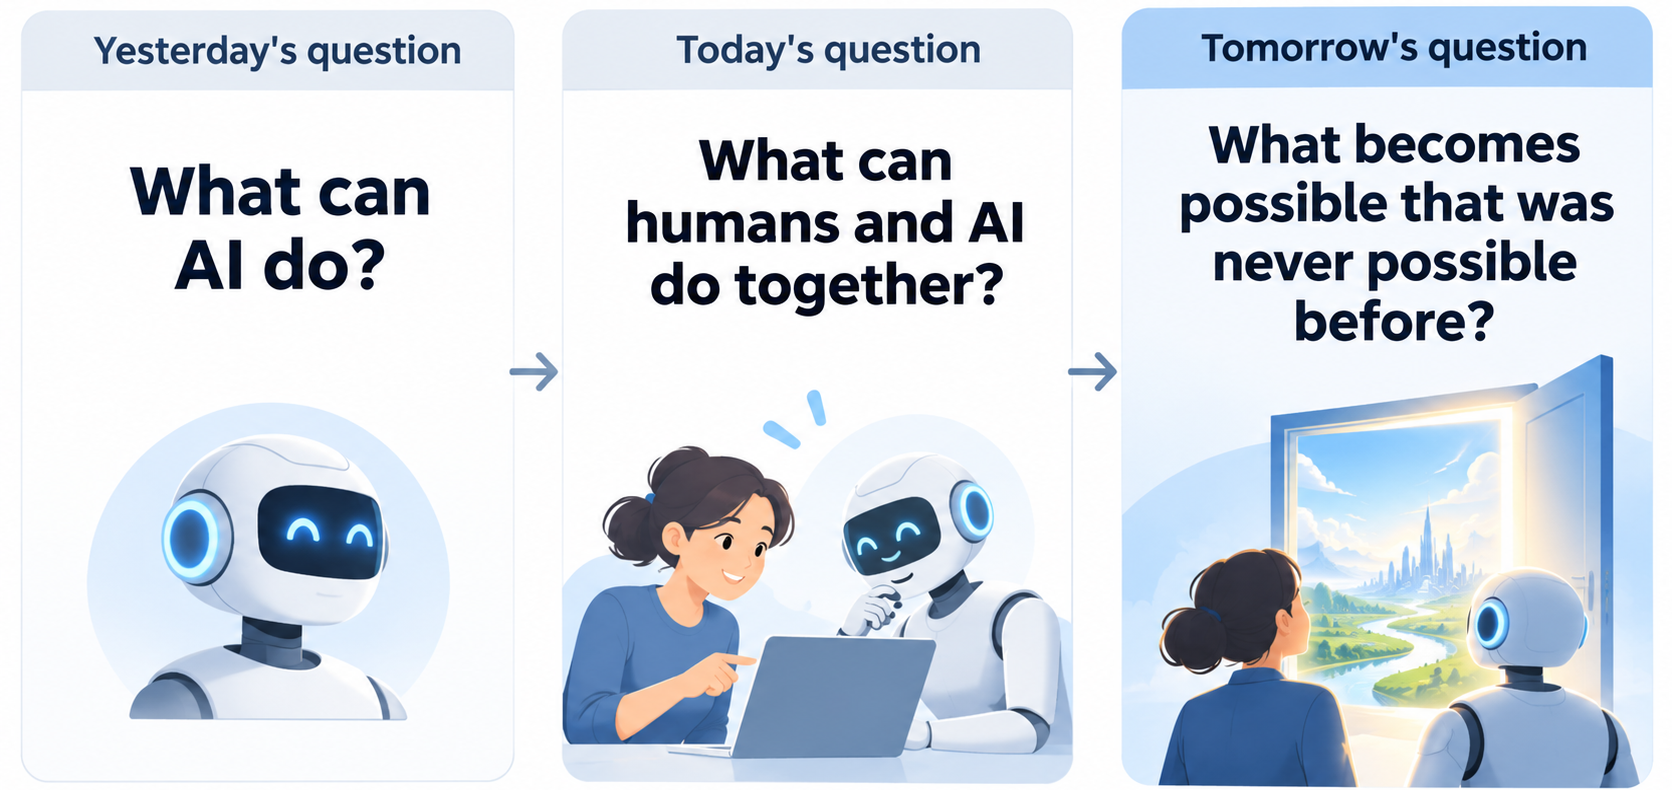 Yesterday's question
What can
AI do?
Today's question
What can
humans and AI
do together?
Tomorrow's question
What becomes
possible that was
never possible
before?